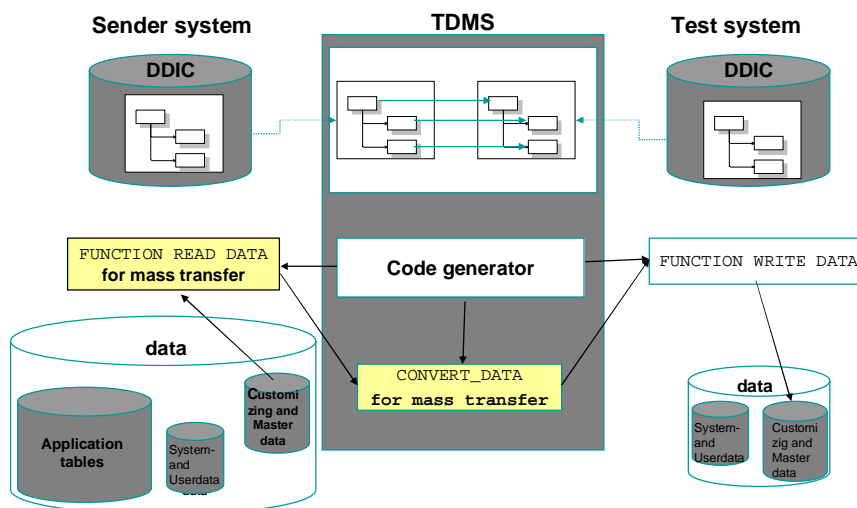 Sender system
TDMS
Test system
DDIC
DDIC
FUNCTION READ DATA
for mass transfer
Code generator
FUNCTION WRITE DATA
data
Customi
zing and
Master
data
Application
tables
System-
and
Userdata
data
CONVERT_DATA
for mass transfer
data
System-
and
Userdata
Customi
zig and
Master
data